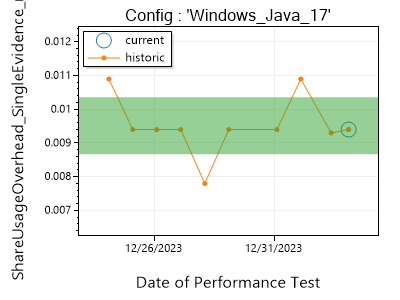 Config : 'Windows_Java_17'
current
historic
0.012
0.011
0.01
0.009
0.008
0.007
ShareUsageOverhead_SingleEvidence_
12/26/2023
12/31/2023
Date of Performance Test